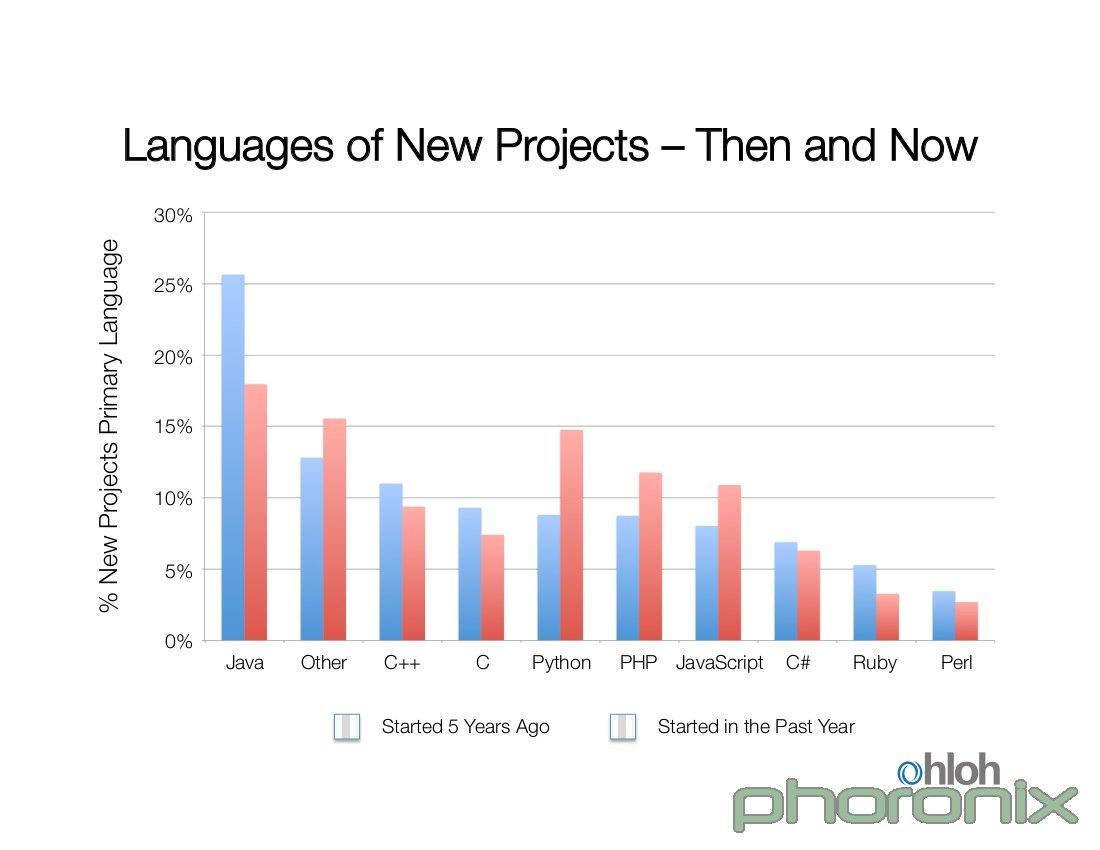 Languages of New Projects – Then and Now
% New Projects Primary Language
30%
25%
20%
15%
10%
5%
0%
Java Other C++ C Python PHP JavaScript C# Ruby Perl
Started 5 Years Ago Started in the Past Year
Ohloh
phoronix